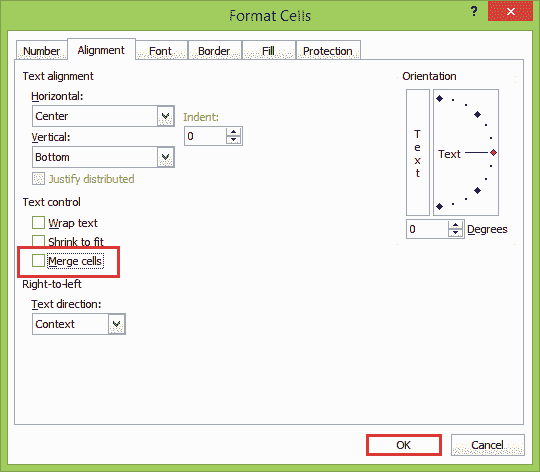 Format Cells
?
Number Alignment Font Border Fill Protection
Text alignment
Horizontal:
Center
Indent:
0
Vertical:
Bottom
Justify distributed
Text control
Wrap text
Shrink to fit
Merge cells
Right-to-left
Text direction:
Context
Orientation
Text
Text
0 Degrees
OK Cancel